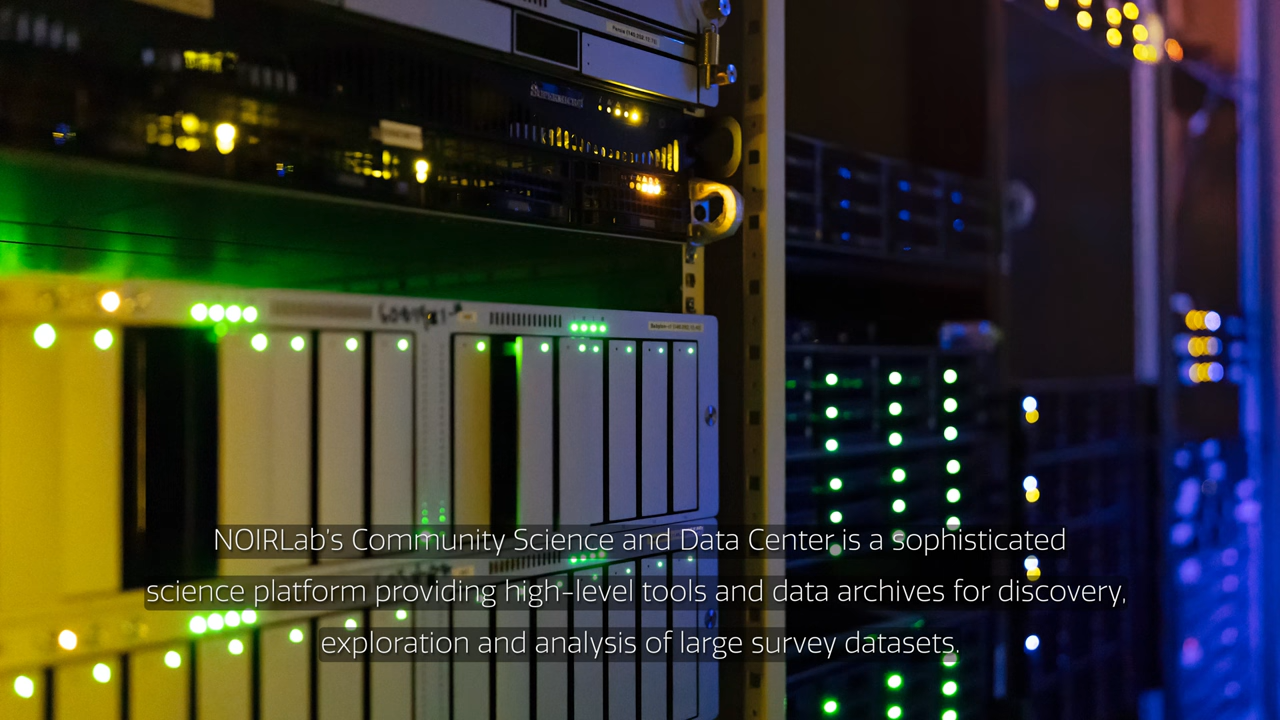 Supermicro
NOIRLab's Community Science and Data Center is a sophisticated
science platform providing high-level tools and data archives for discovery,
exploration and analysis of large survey datasets.